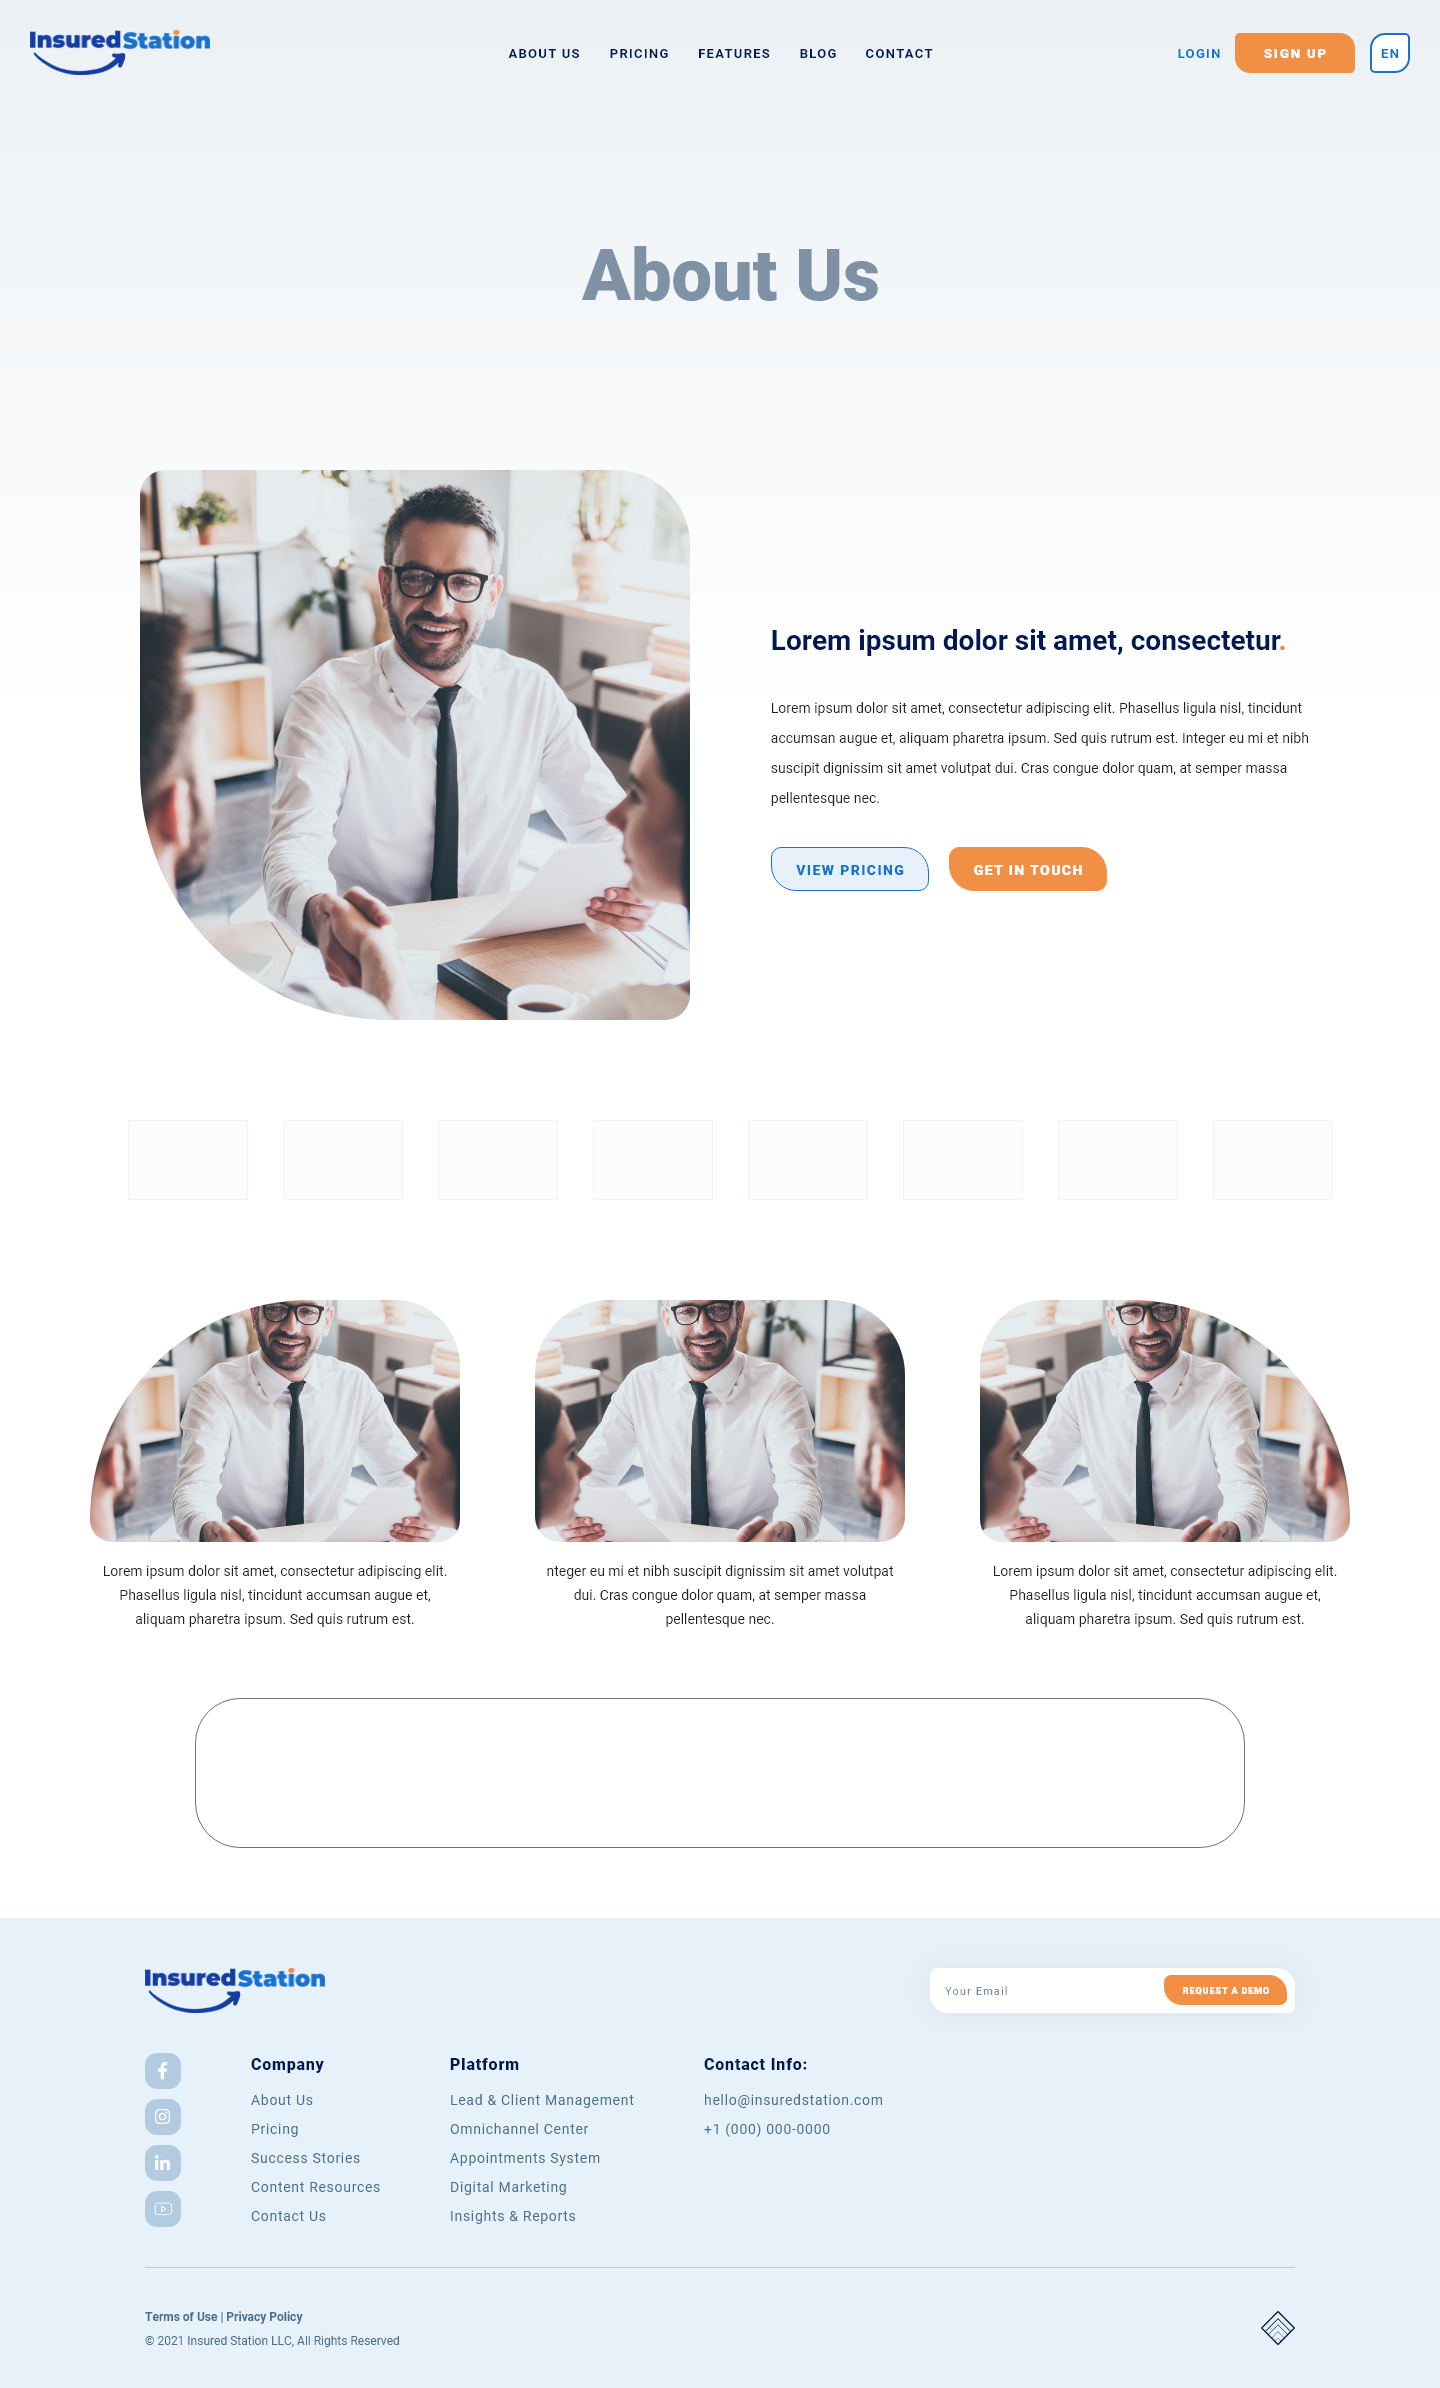 InsuredStation
ABOUT US
PRICING
FEATURES
BLOG
CONTACT
LOGIN
SIGN UP
EN
About Us
Lorem ipsum dolor sit amet, consectetur.
Lorem ipsum dolor sit amet, consectetur adipiscing elit. Phasellus ligula nisl, tincidunt
accumsan augue et, aliquam pharetra ipsum. Sed quis rutrum est. Integer eu mi et nibh
suscipit dignissim sit amet volutpat dui. Cras congue dolor quam, at semper massa
pellentesque nec.
VIEW PRICING
GET IN TOUCH
Lorem ipsum dolor sit amet, consectetur adipiscing elit.
Phasellus ligula nisl, tincidunt accumsan augue et,
aliquam pharetra ipsum. Sed quis rutrum est.
nteger eu mi et nibh suscipit dignissim sit amet volutpat
dui. Cras congue dolor quam, at semper massa
pellentesque nec.
Lorem ipsum dolor sit amet, consectetur adipiscing elit.
Phasellus ligula nisl, tincidunt accumsan augue et,
aliquam pharetra ipsum. Sed quis rutrum est.
InsuredStation
Your Email
REQUEST A DEMO
Company
About Us
Pricing
Success Stories
Content Resources
Contact Us
Platform
Lead & Client Management
Omnichannel Center
Appointments System
Digital Marketing
Insights & Reports
Contact Info:
hello@insuredstation.com
+1 (000) 000-0000
Terms of Use | Privacy Policy
© 2021 Insured Station LLC, All Rights Reserved